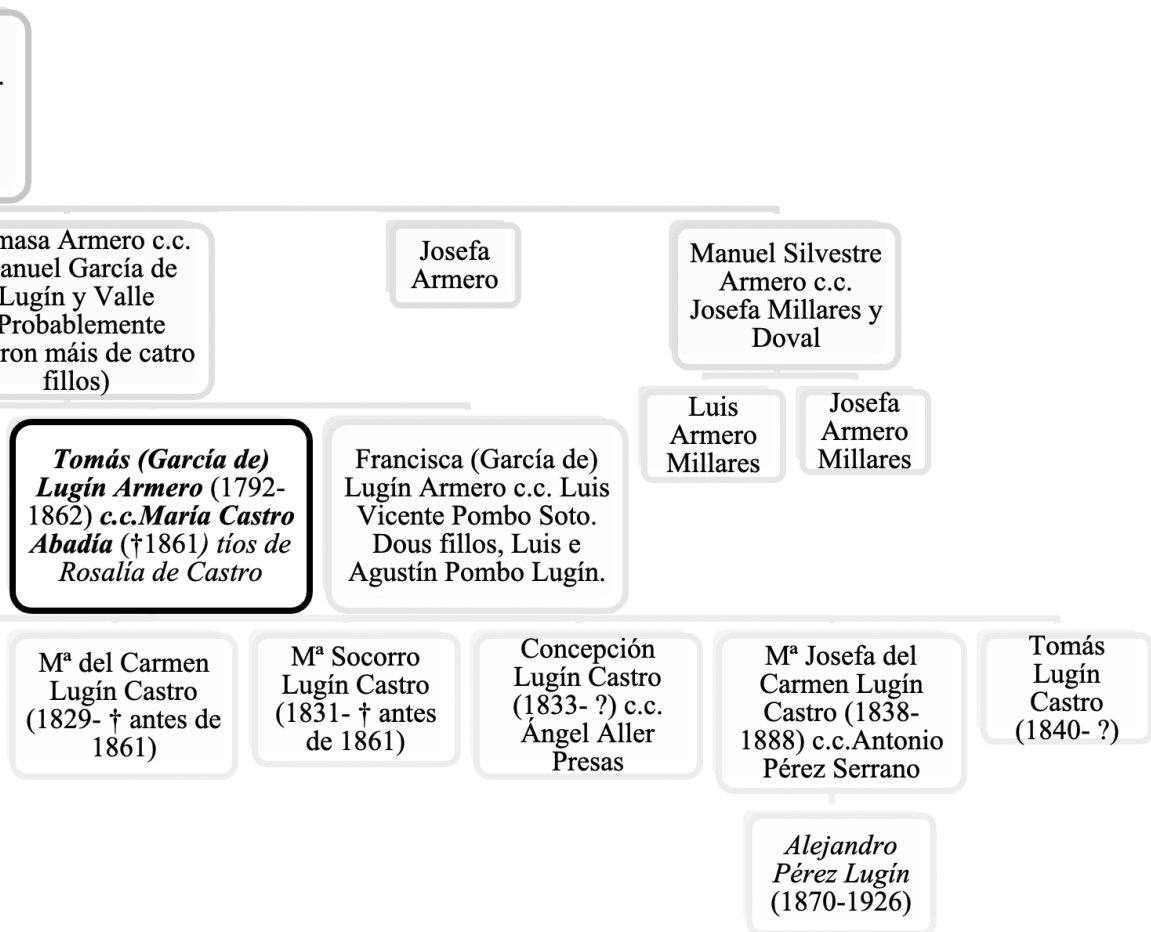 Armero c.c.
García de
Lugín y Valle
Probablemente
máis de catro
fillos)
Josefa
Armero
Manuel Silvestre
Armero c.c.
Josefa Millares y
Doval
Luis
Armero
Millares
Josefa
Armero
Millares
Tomás (García de)
Lugín Armero (1792-
1862) c.c.María Castro
Abadía (†1861) tíos de
Rosalía de Castro
Francisca (García de)
Lugín Armero c.c. Luis
Vicente Pombo Soto.
Dous fillos, Luis e
Agustín Pombo Lugín.
Mª del Carmen
Lugín Castro
(1829- † antes de
1861)
Mª Socorro
Lugín Castro
(1831- † antes
de 1861)
Concepción
Lugín Castro
(1833- ?) c.c.
Ángel Aller
Presas
Mª Josefa del
Carmen Lugín
Castro (1838-
1888) c.c.Antonio
Pérez Serrano
Tomás
Lugín
Castro
(1840- ?)
Alejandro
Pérez Lugín
(1870-1926)